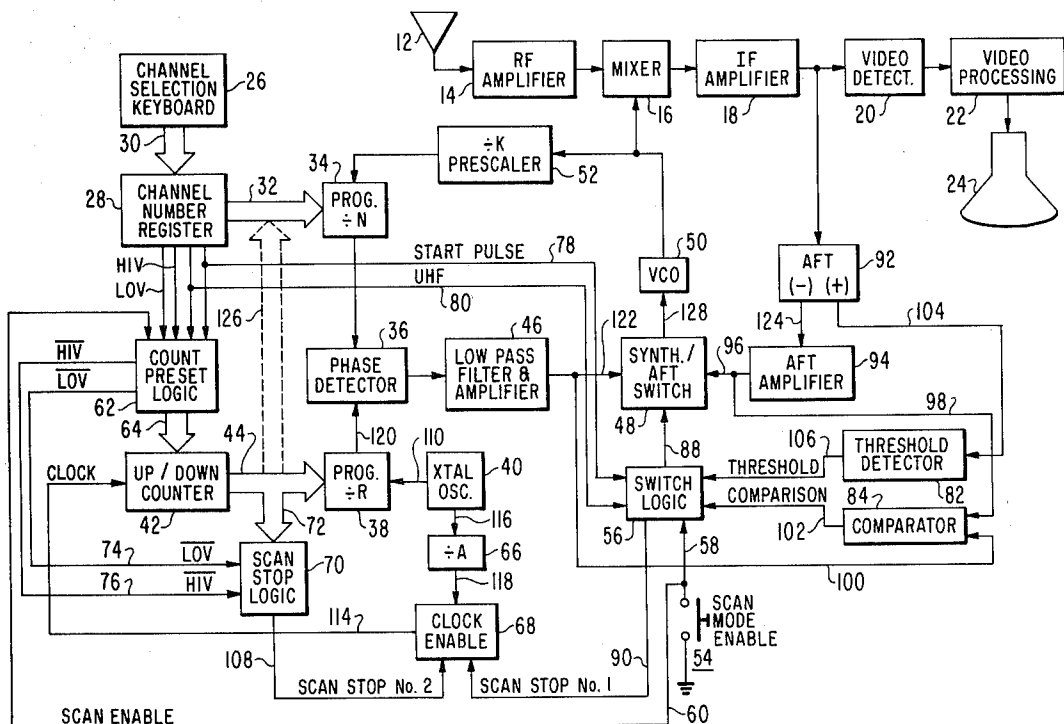 12
RF
AMPLIFIER
14
MIXER
16
IF
AMPLIFIER
18
VIDEO
DETECT.
20
VIDEO
PROCESSING
22
24
CHANNEL
SELECTION
KEYBOARD
26
30
÷K
PRESCALER
52
28
CHANNEL
NUMBER
REGISTER
32
34
PROG.
÷N
HIV
LOV
START PULSE
78
UHF
80
126
50
VCO
128
AFT
(-) (+)
92
124
104
36
PHASE
DETECTOR
46
LOW PASS
FILTER &
AMPLIFIER
122
SYNTH./
AFT
SWITCH
48
96
AFT
AMPLIFIER
94
98
HIV
LOV
COUNT
PRESET
LOGIC
62
64
88
106
THRESHOLD
THRESHOLD
DETECTOR
82
CLOCK
UP / DOWN
COUNTER
42
44
120
PROG.
÷R
38
110
XTAL
OSC.
40
SWITCH
LOGIC
56
COMPARISON
84
COMPARATOR
102
72
116
÷A
66
58
100
74
LOV
76
HIV
SCAN
STOP
LOGIC
70
118
114
CLOCK
ENABLE
68
SCAN
MODE
ENABLE
54
108
90
SCAN STOP No. 2
SCAN STOP No. 1
SCAN ENABLE
60